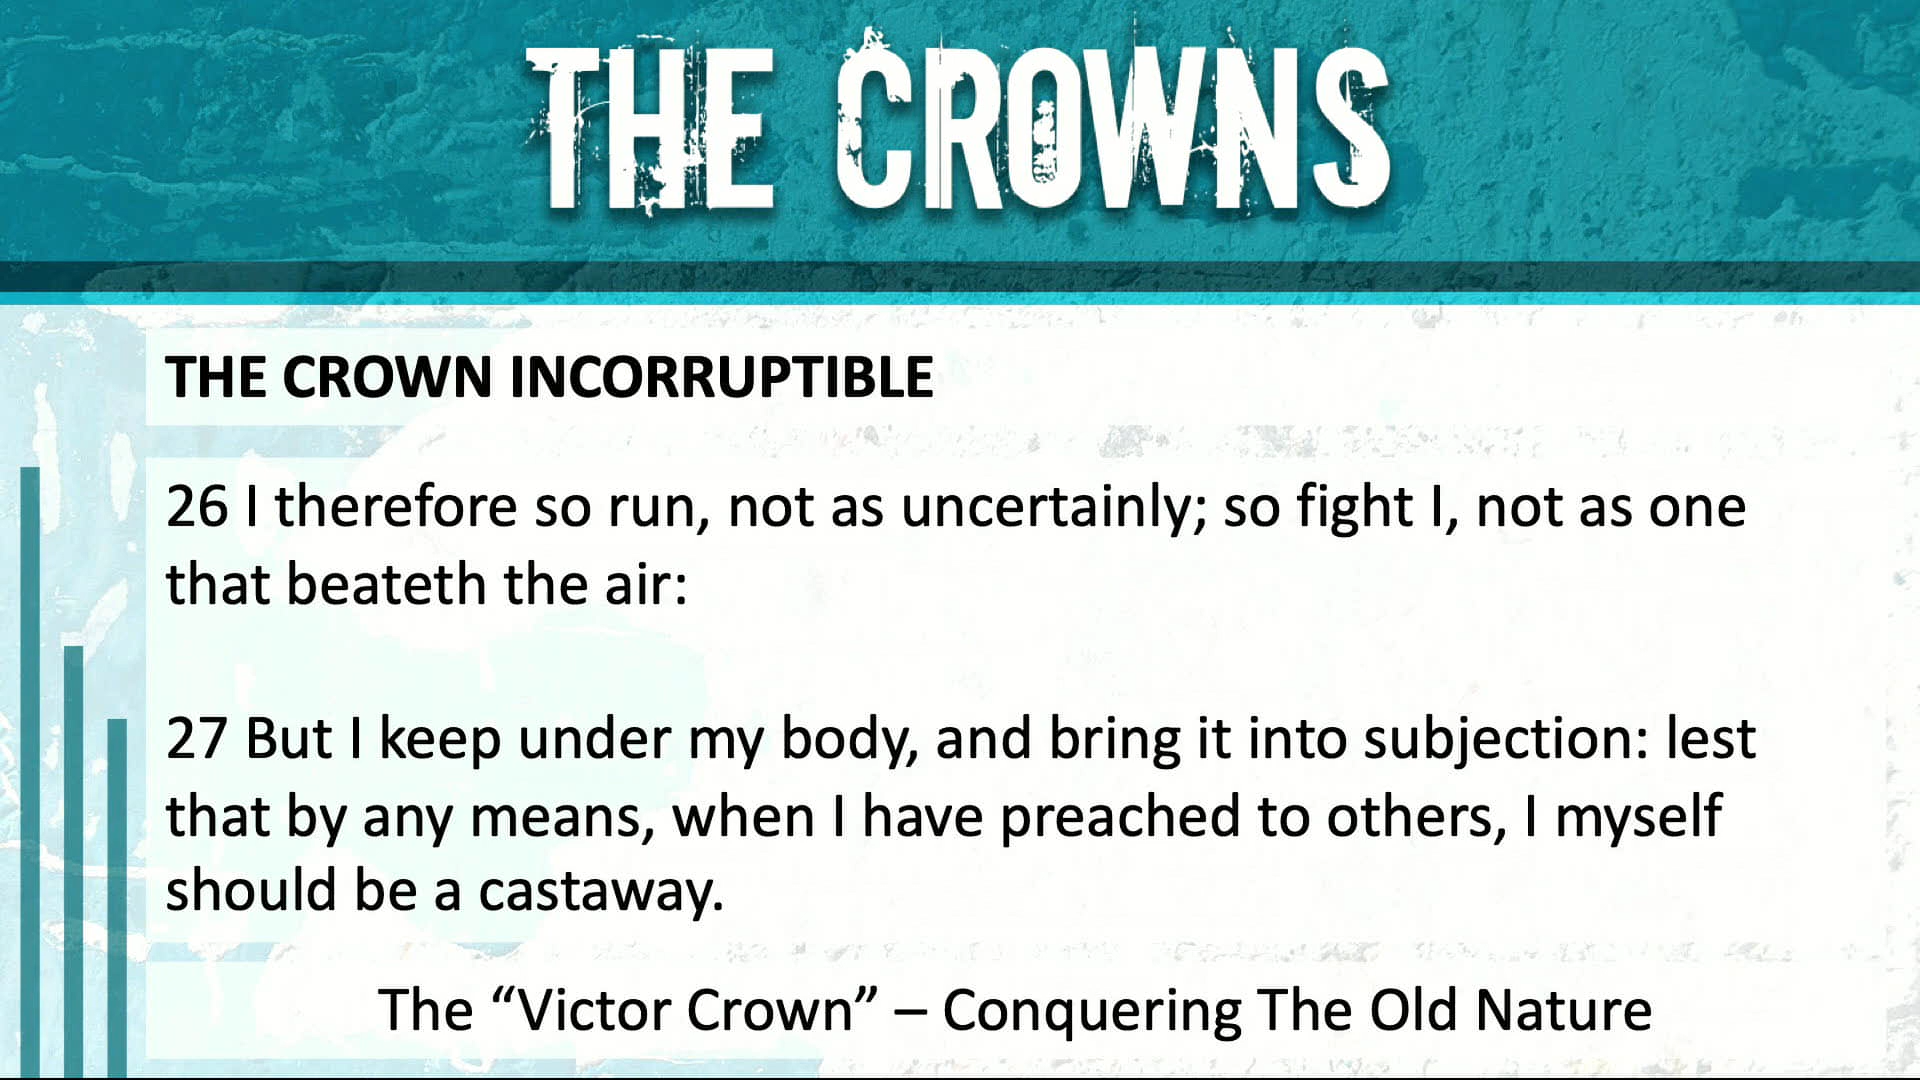 THE CROWNS
THE CROWN INCORRUPTIBLE
26 I therefore so run, not as uncertainly; so fight I, not as one
that beateth the air:
27 But I keep under my body, and bring it into subjection: lest
that by any means, when I have preached to others, I myself
should be a castaway.
The “Victor Crown” – Conquering The Old Nature